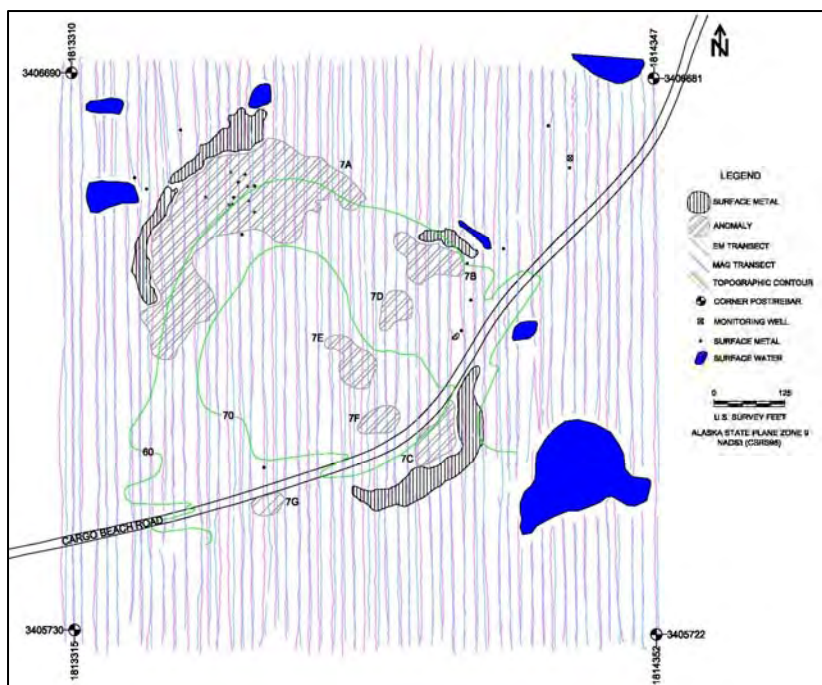 1813310
1814347
N
3406690
3406681
7A
LEGEND
SURFACE METAL
ANOMALY
EM TRANSECT
MAG TRANSECT
TOPOGRAPHIC CONTOUR
CORNER POST/REBAR
MONITORING WELL
SURFACE METAL
SURFACE WATER
0 125
U.S. SURVEY FEET
ALASKA STATE PLANE ZONE 9
NAD83 (CSRS98)
7B
7D
7E
7F
70
7C
60
7G
CARGO BEACH ROAD
3405730
3405722
1813315
1814352